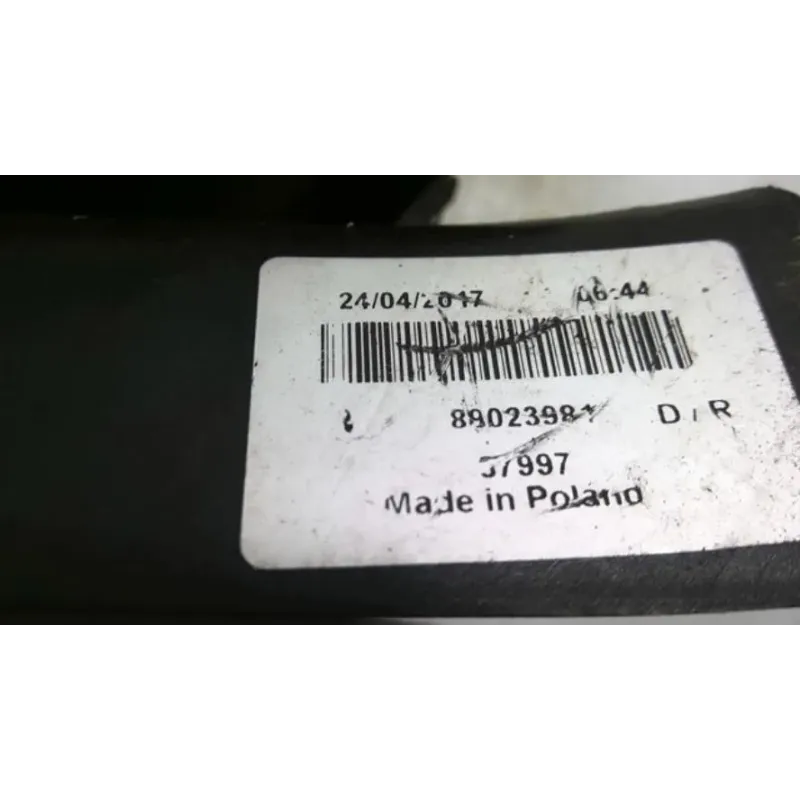 24/04/2017 06:44
89023981 D / R
37997
Made in Poland